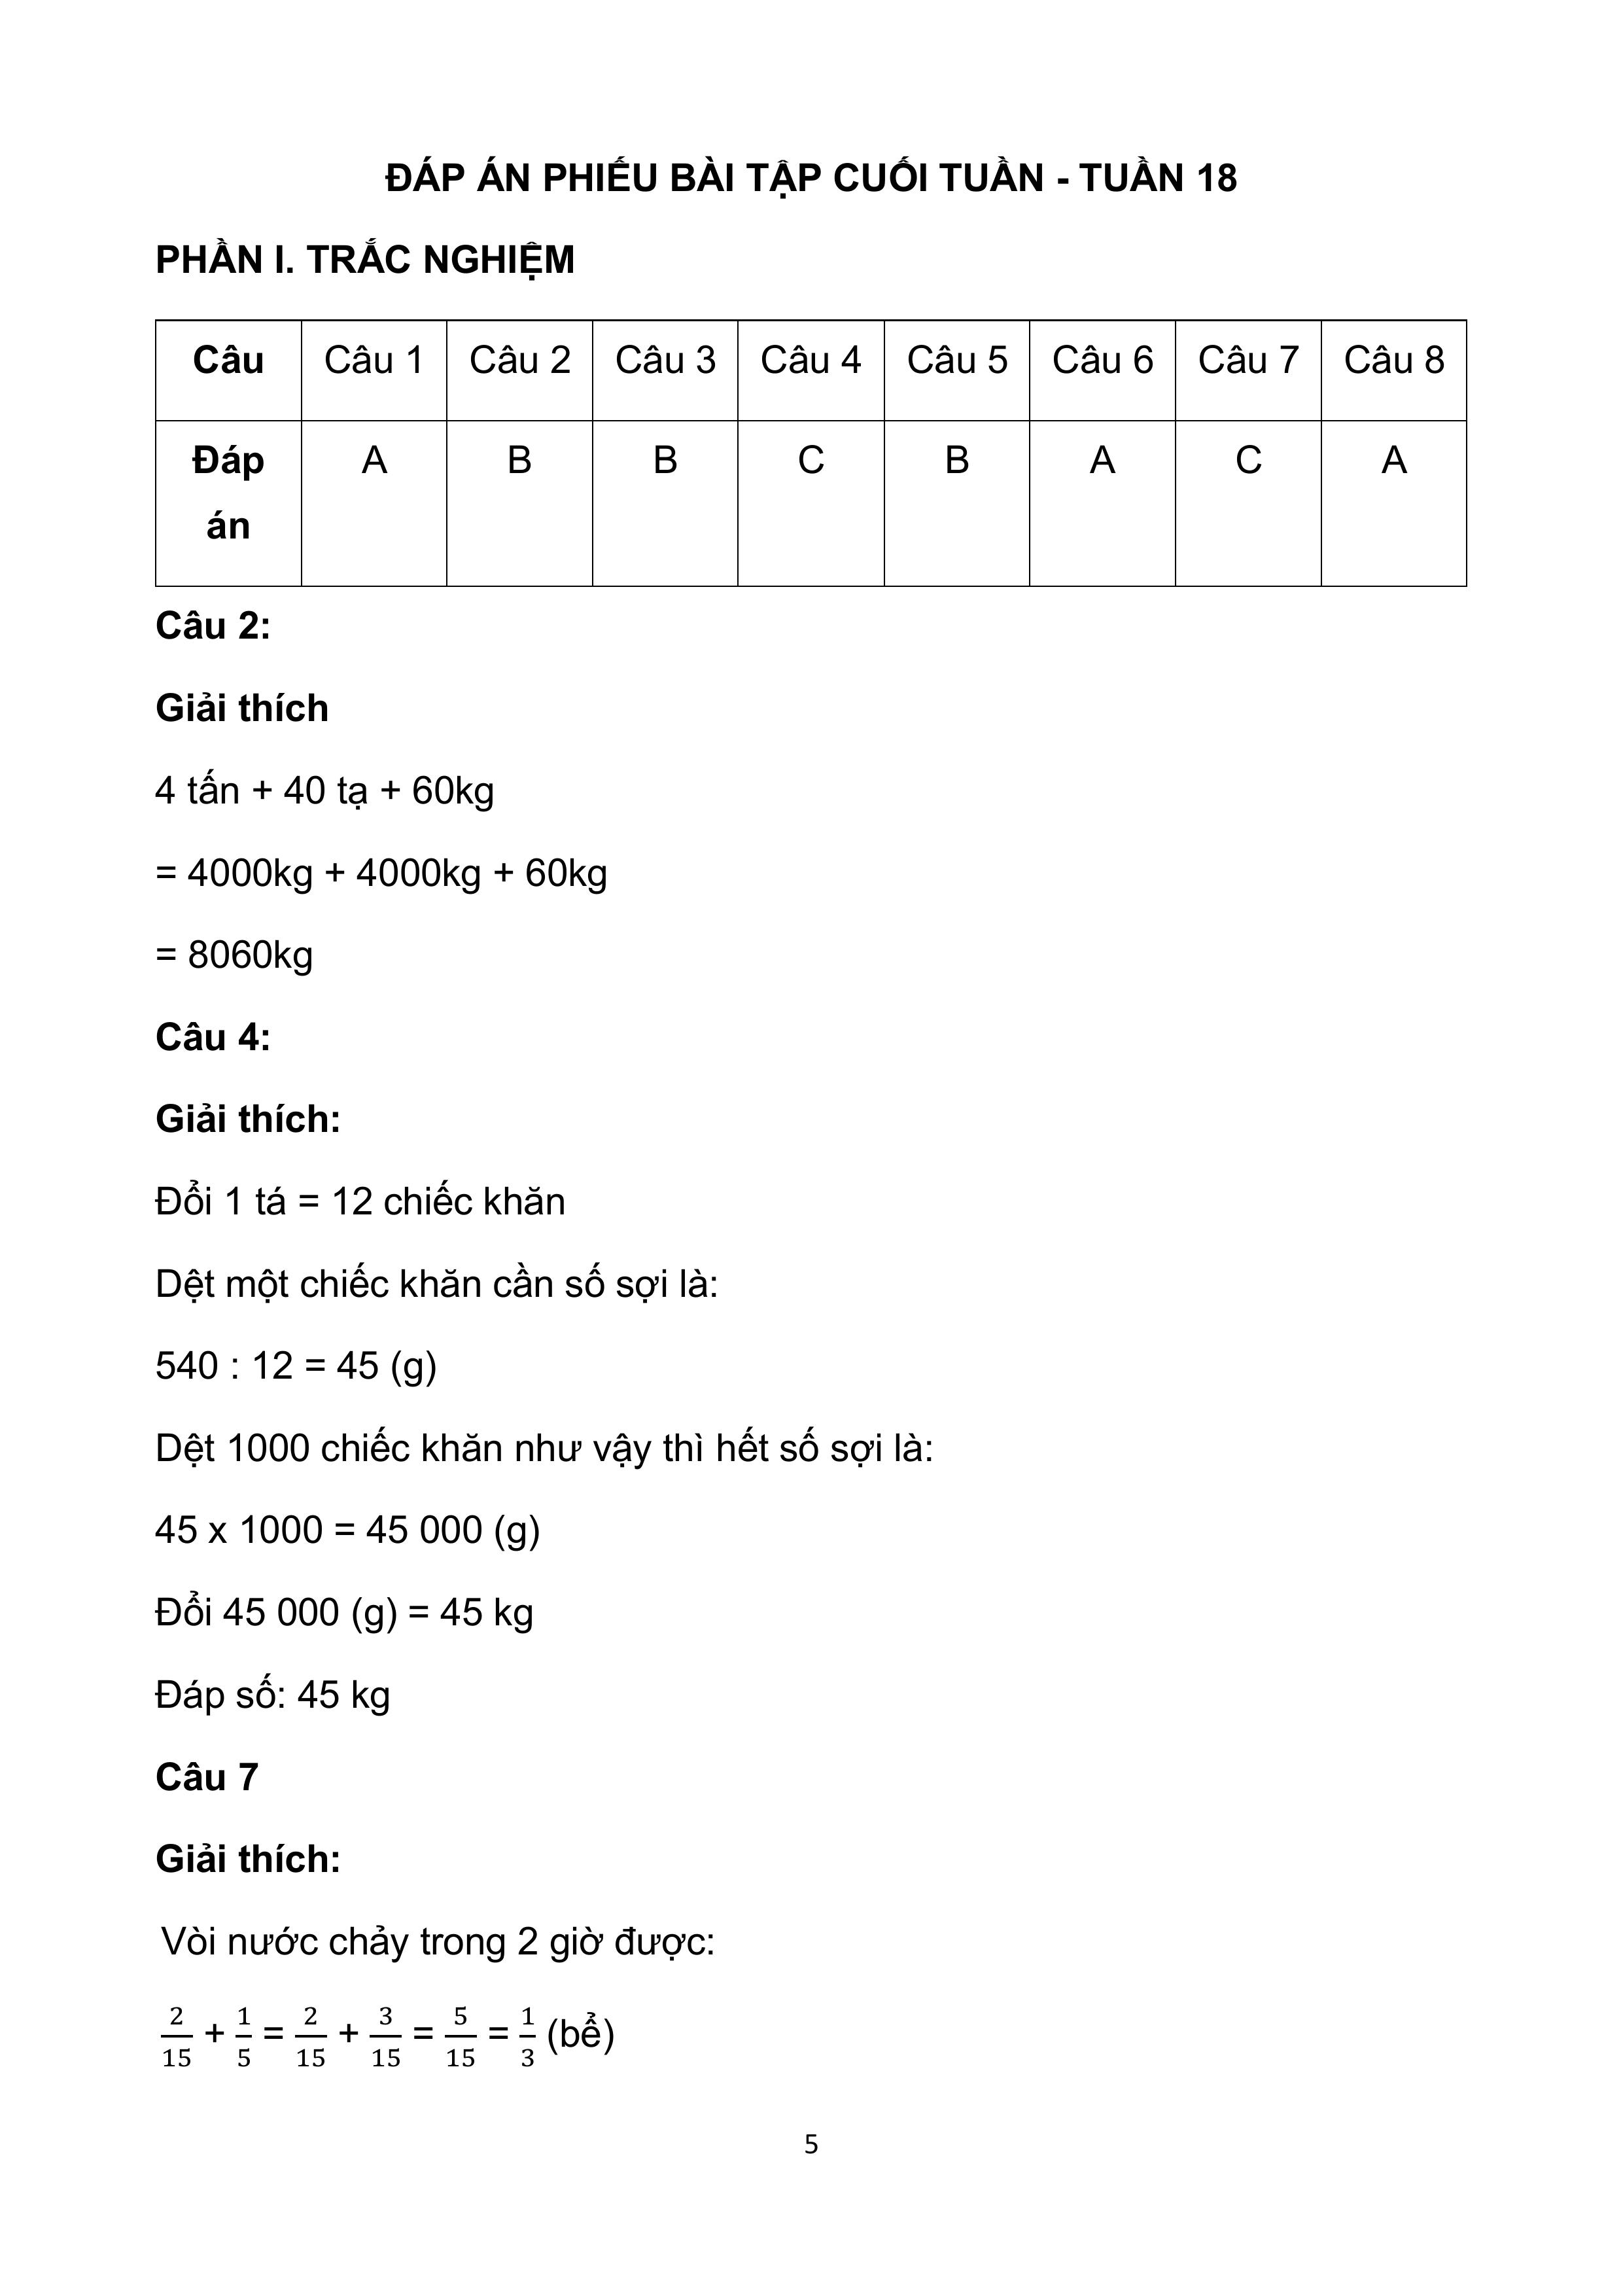 ĐÁP ÁN PHIẾU BÀI TẬP CUỐI TUẦN - TUẦN 18
PHẦN I. TRẮC NGHIỆM
Câu Câu 1 Câu 2 Câu 3 Câu 4 Câu 5 Câu 6 Câu 7 Câu 8
Đáp án A B B C B A C A
Câu 2:
Giải thích
4 tấn + 40 tạ + 60kg
= 4000kg + 4000kg + 60kg
= 8060kg
Câu 4:
Giải thích:
Đổi 1 tá = 12 chiếc khăn
Dệt một chiếc khăn cần số sợi là:
540 : 12 = 45 (g)
Dệt 1000 chiếc khăn như vậy thì hết số sợi là:
45 x 1000 = 45 000 (g)
Đổi 45 000 (g) = 45 kg
Đáp số: 45 kg
Câu 7
Giải thích:
Vòi nước chảy trong 2 giờ được:
2/15 + 1/5 = 2/15 + 3/15 = 5/15 = 1/3 (bể)
5